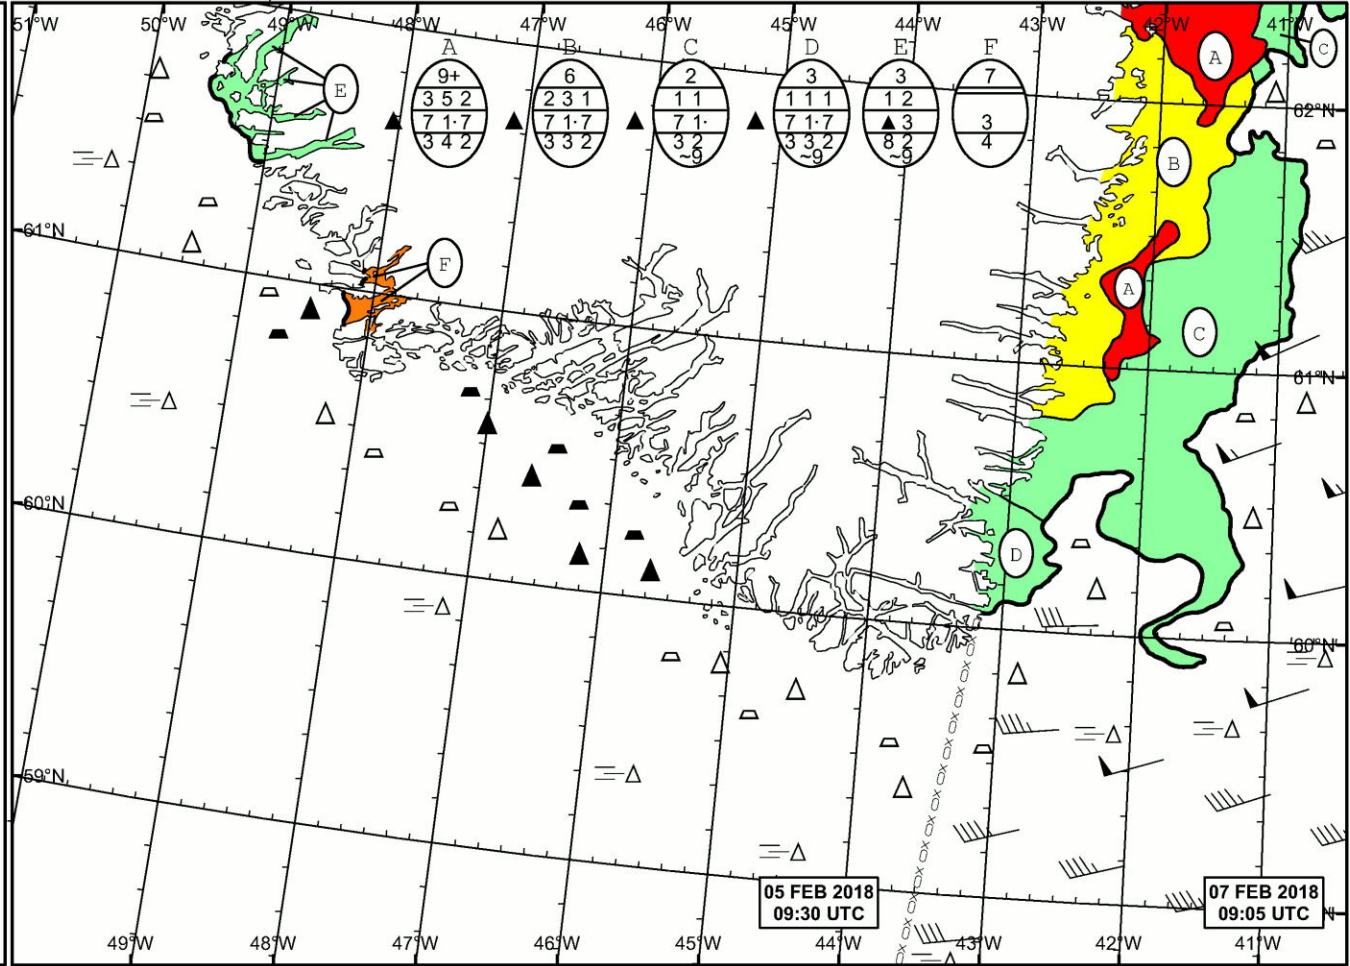 51°W 50°W 49°W 48°W 47°W 46°W 45°W 44°W 43°W 42°W 41°W
A B C D E F
9+ 6 2 3 3 7
3 5 2 2 3 1 1 1 1 1 1 1 2
7 1· 7 7 1· 7 7 1· 7 1· 7 ▲ 3 3
3 4 2 3 3 2 3 2 3 3 2 8 2 4
~9 ~9 ~9
E
A
C
62°N
B
61°N
F
A
C
61°N
60°N
D
60°N
59°N
05 FEB 2018
09:30 UTC
07 FEB 2018
09:05 UTC
49°W 48°W 47°W 46°W 45°W 44°W 43°W 42°W 41°W